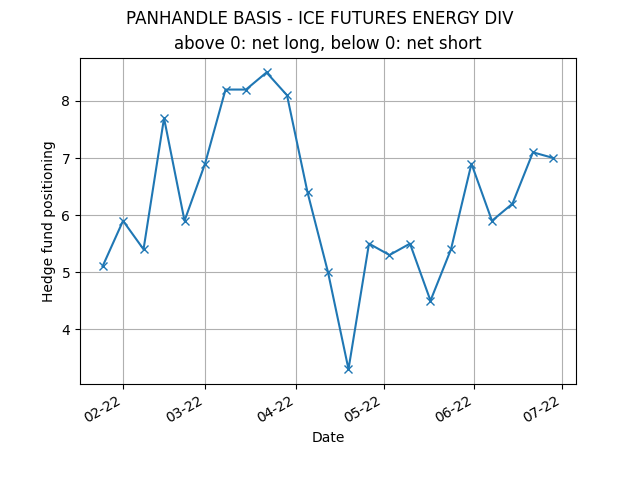 PANHANDLE BASIS - ICE FUTURES ENERGY DIV
above 0: net long, below 0: net short
Hedge fund positioning
8
7
6
5
4
02-22
03-22
04-22
05-22
06-22
07-22
Date